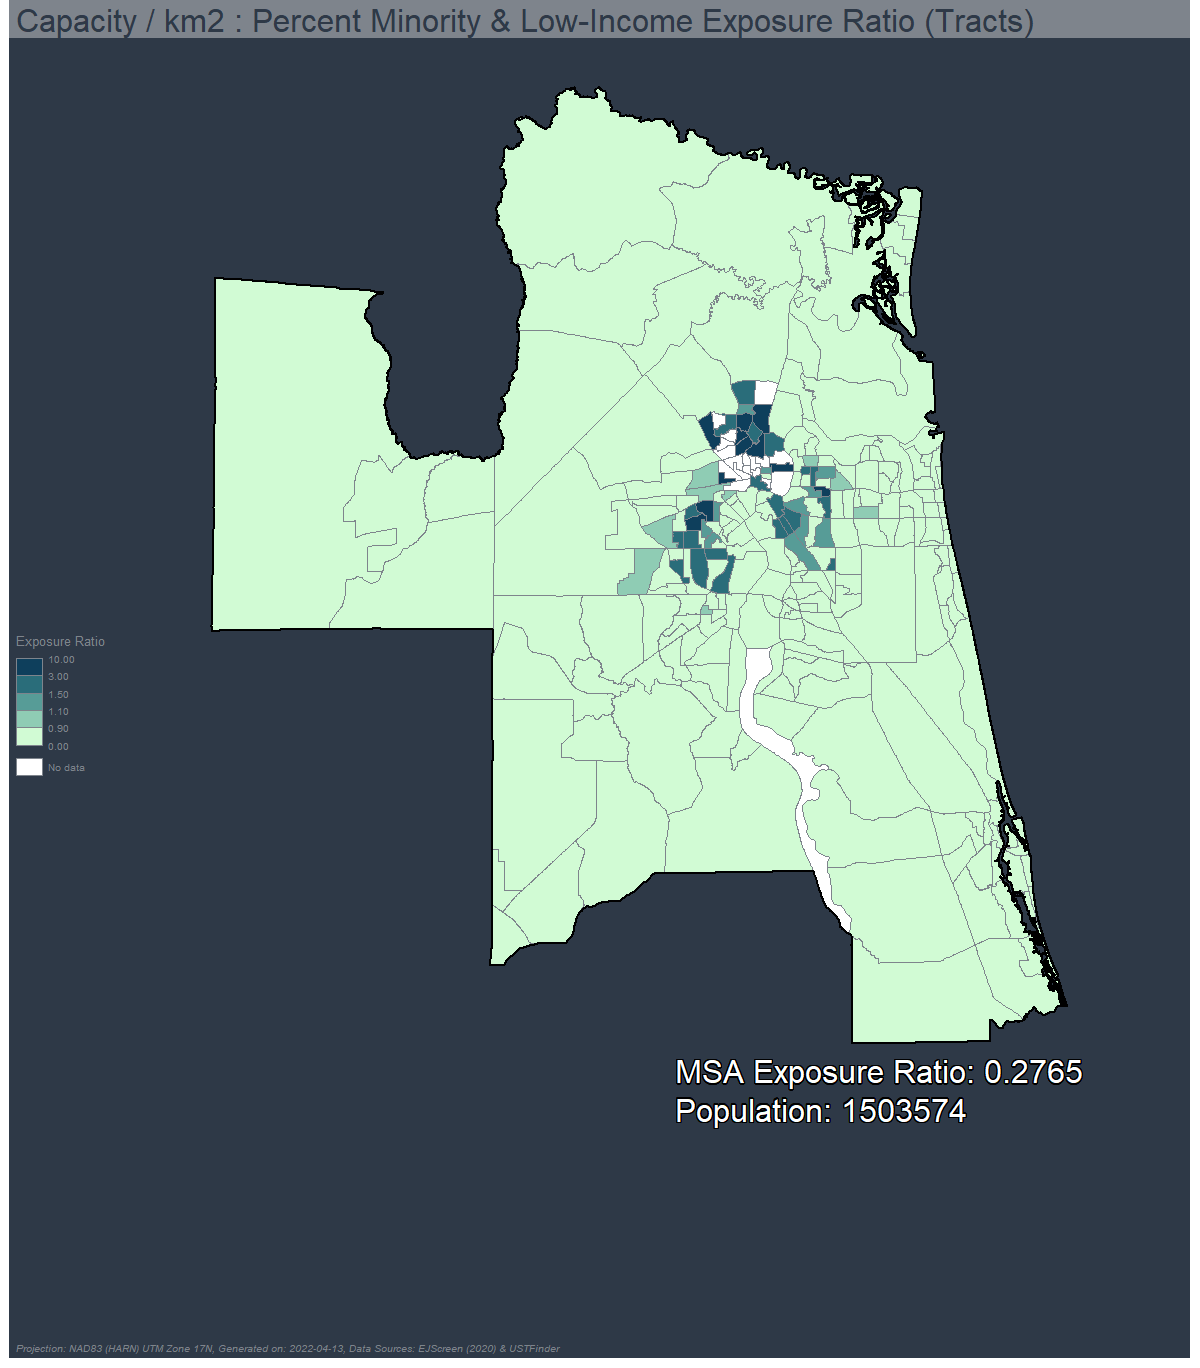 Capacity / km2 : Percent Minority & Low-Income Exposure Ratio (Tracts)
Exposure Ratio
10.00
3.00
1.50
1.10
0.90
0.00
No data
MSA Exposure Ratio: 0.2765
Population: 1503574
Projection: NAD83 (HARN) UTM Zone 17N, Generated on: 2022-04-13, Data Sources: EJScreen (2020) & USTFinder